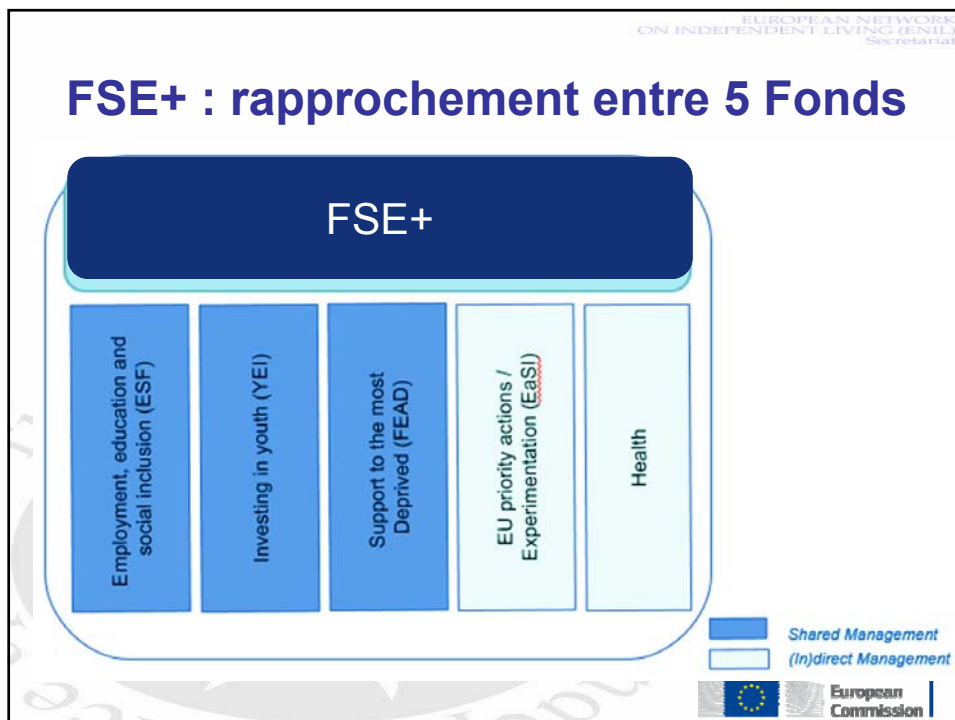 EUROPEAN NETWORK
ON INDEPENDENT LIVING (ENIL)
Secretariat
FSE+ : rapprochement entre 5 Fonds
FSE+
Employment, education and
social inclusion (ESF)
Investing in youth (YEI)
Support to the most
Deprived (FEAD)
EU priority actions /
Experimentation (EaSI)
Health
Shared Management
(In)direct Management
European
Commission